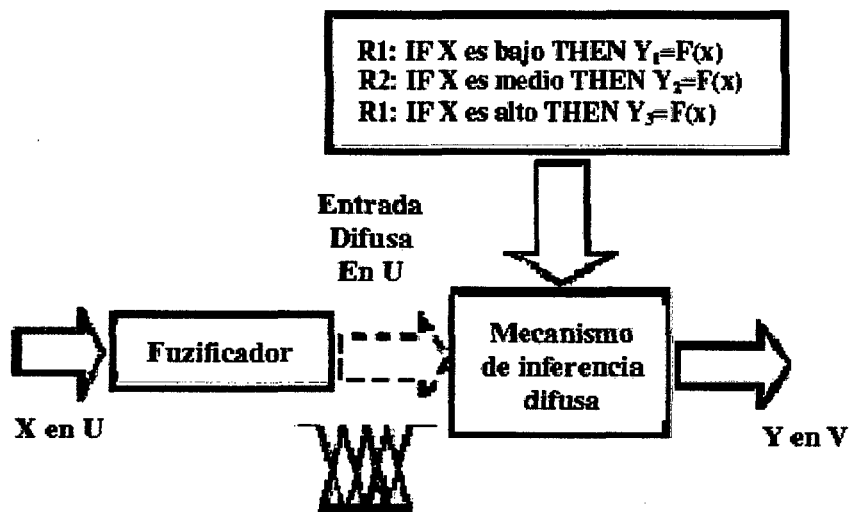 R1: IF X es bajo THEN Y₁=F(x)
R2: IF X es medio THEN Y₂=F(x)
R1: IF X es alto THEN Y₃=F(x)
Entrada
Difusa
En U
Fuzificador
Mecanismo
de inferencia
difusa
X en U
Y en V